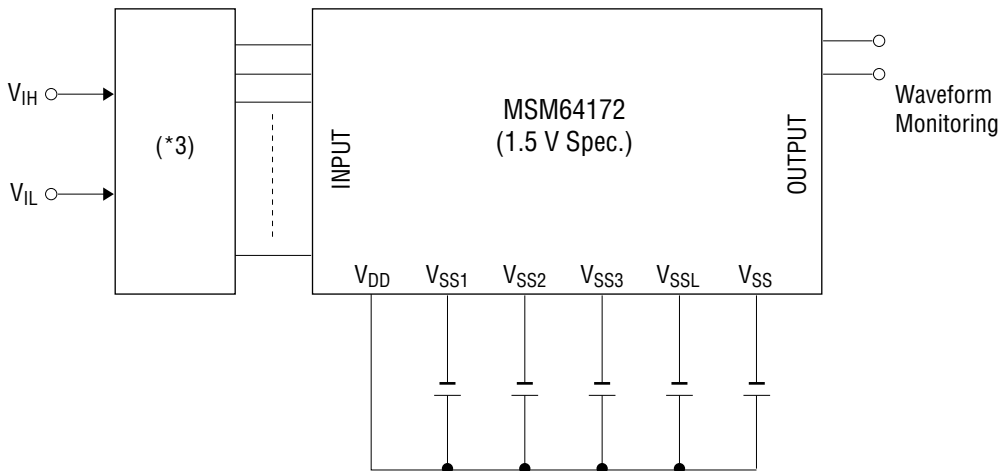 V_IH
V_IL
(*3)
INPUT
MSM64172
(1.5 V Spec.)
OUTPUT
Waveform
Monitoring
V_DD V_SS1 V_SS2 V_SS3 V_SSL V_SS